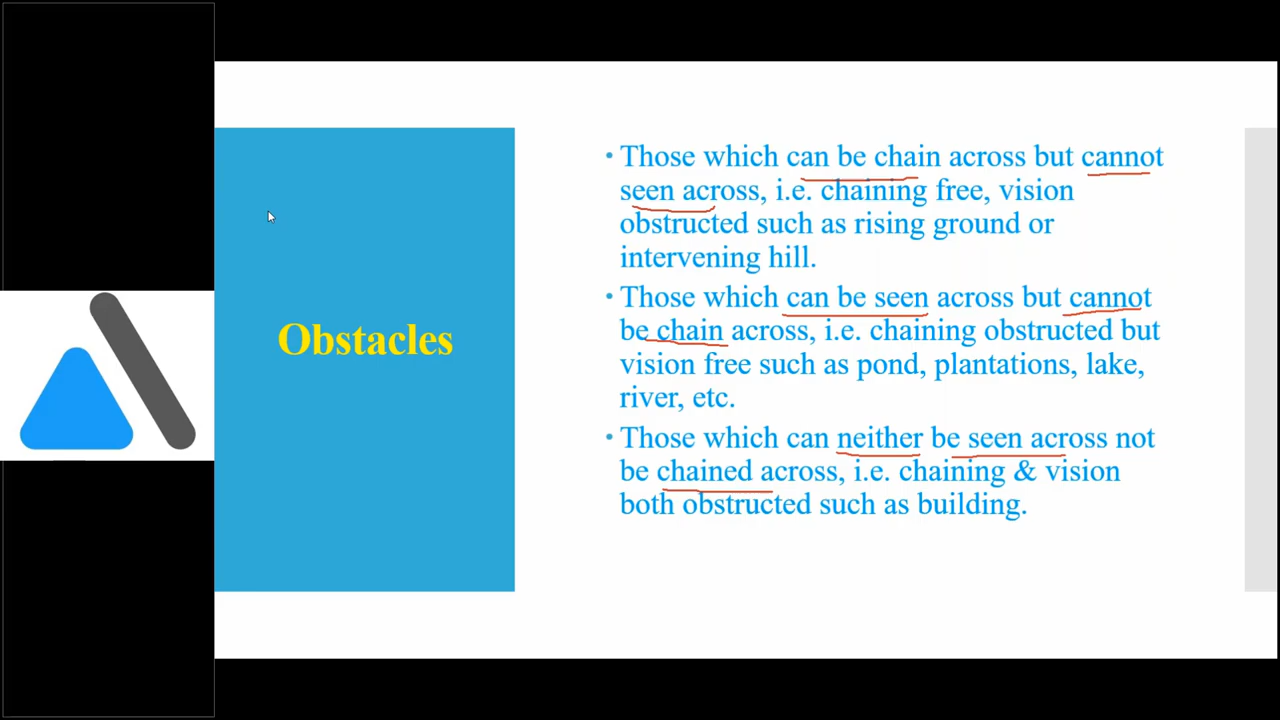 Obstacles
• Those which can be chain across but cannot
seen across, i.e. chaining free, vision
obstructed such as rising ground or
intervening hill.
• Those which can be seen across but cannot
be chain across, i.e. chaining obstructed but
vision free such as pond, plantations, lake,
river, etc.
• Those which can neither be seen across not
be chained across, i.e. chaining & vision
both obstructed such as building.